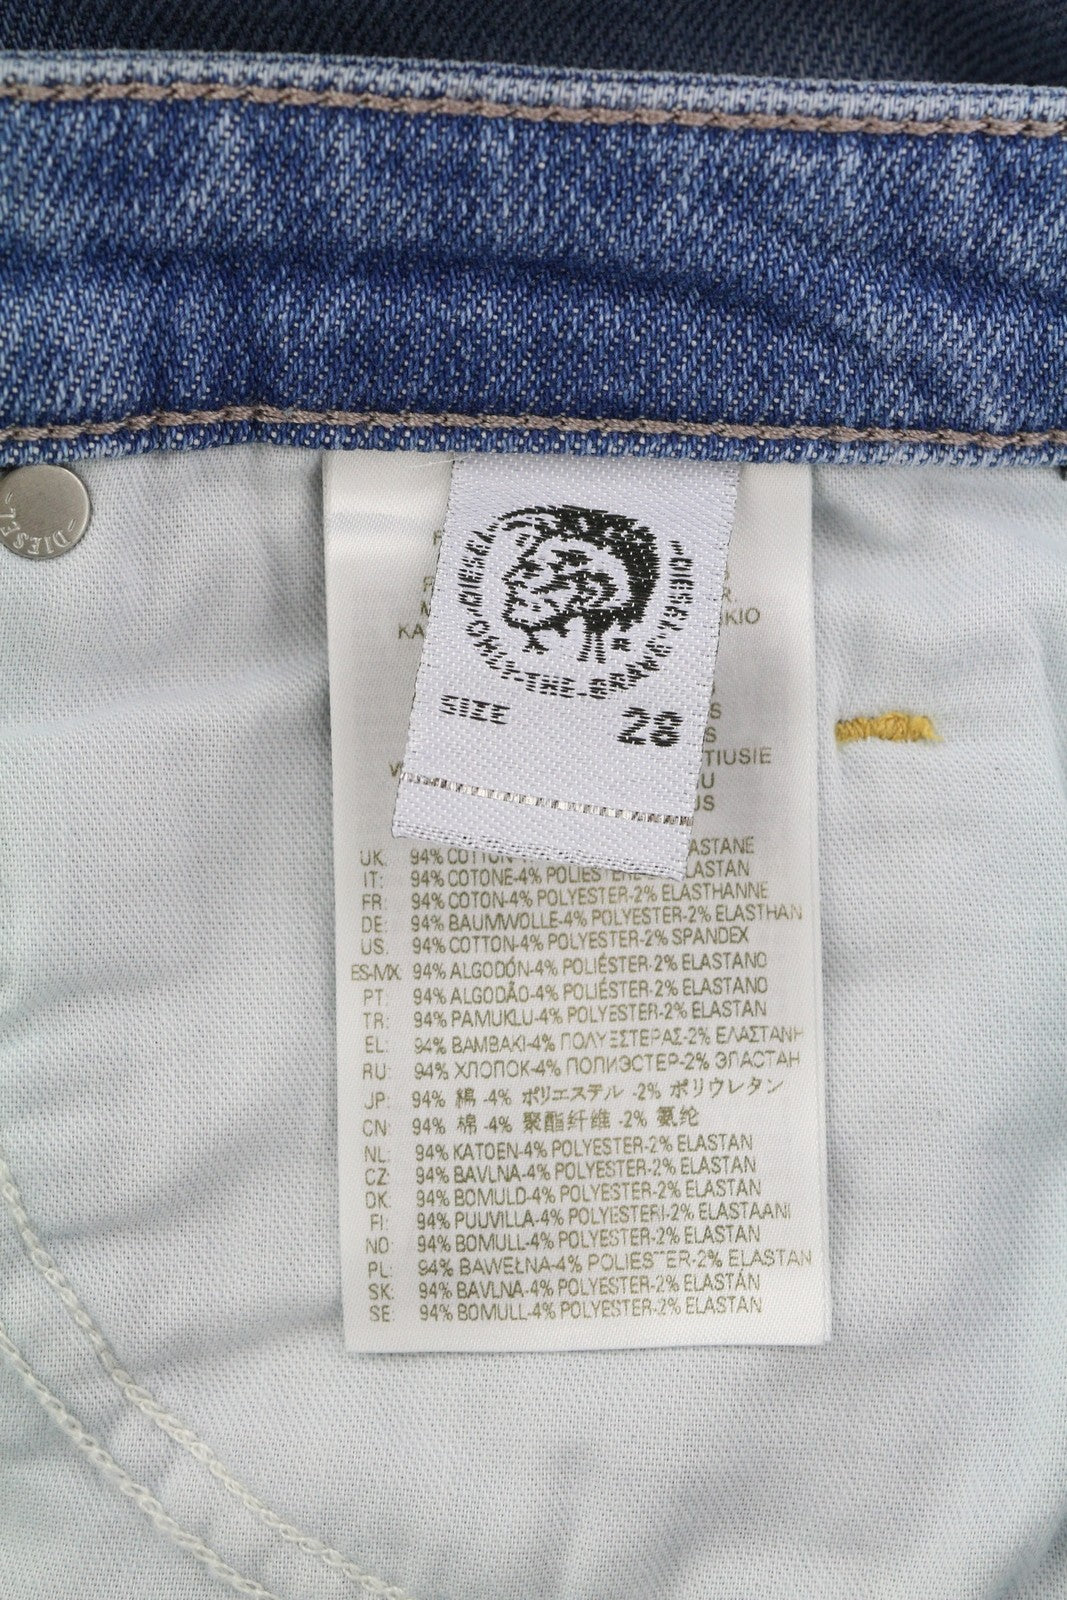 DIESEL
DIESEL
DIESEL
ONLY-THE-BRAVE
SIZE 28
KIO
TIUSIE
UK: 94% COTTON ELASTANE
IT: 94% COTONE-4% POLIESTERE-2% ELASTAN
FR: 94% COTON-4% POLYESTER-2% ELASTHANNE
DE: 94% BAUMWOLLE-4% POLYESTER-2% ELASTHAN
US: 94% COTTON-4% POLYESTER-2% SPANDEX
ES-MX: 94% ALGODÓN-4% POLIÉSTER-2% ELASTANO
PT: 94% ALGODÃO-4% POLIÉSTER-2% ELASTANO
TR: 94% PAMUKLU-4% POLYESTER-2% ELASTAN
EL: 94% ΒΑΜΒΑΚΙ-4% ΠΟΛΥΕΣΤΕΡΑΣ-2% ΕΛΑΣΤΑΝΗ
RU: 94% ХЛОПОК-4% ПОЛИЭСТЕР-2% ЭЛАСТАН
JP: 94% 綿 -4% ポリエステル -2% ポリウレタン
CN: 94% 棉 -4% 聚酯纤维 -2% 氨纶
NL: 94% KATOEN-4% POLYESTER-2% ELASTAN
CZ: 94% BAVLNA-4% POLYESTER-2% ELASTAN
DK: 94% BOMULD-4% POLYESTER-2% ELASTAN
FI: 94% PUUVILLA-4% POLYESTERI-2% ELASTAANI
NO: 94% BOMULL-4% POLYESTER-2% ELASTAN
PL: 94% BAWEŁNA-4% POLIESTER-2% ELASTAN
SK: 94% BAVLNA-4% POLYESTER-2% ELASTÁN
SE: 94% BOMULL-4% POLYESTER-2% ELASTAN